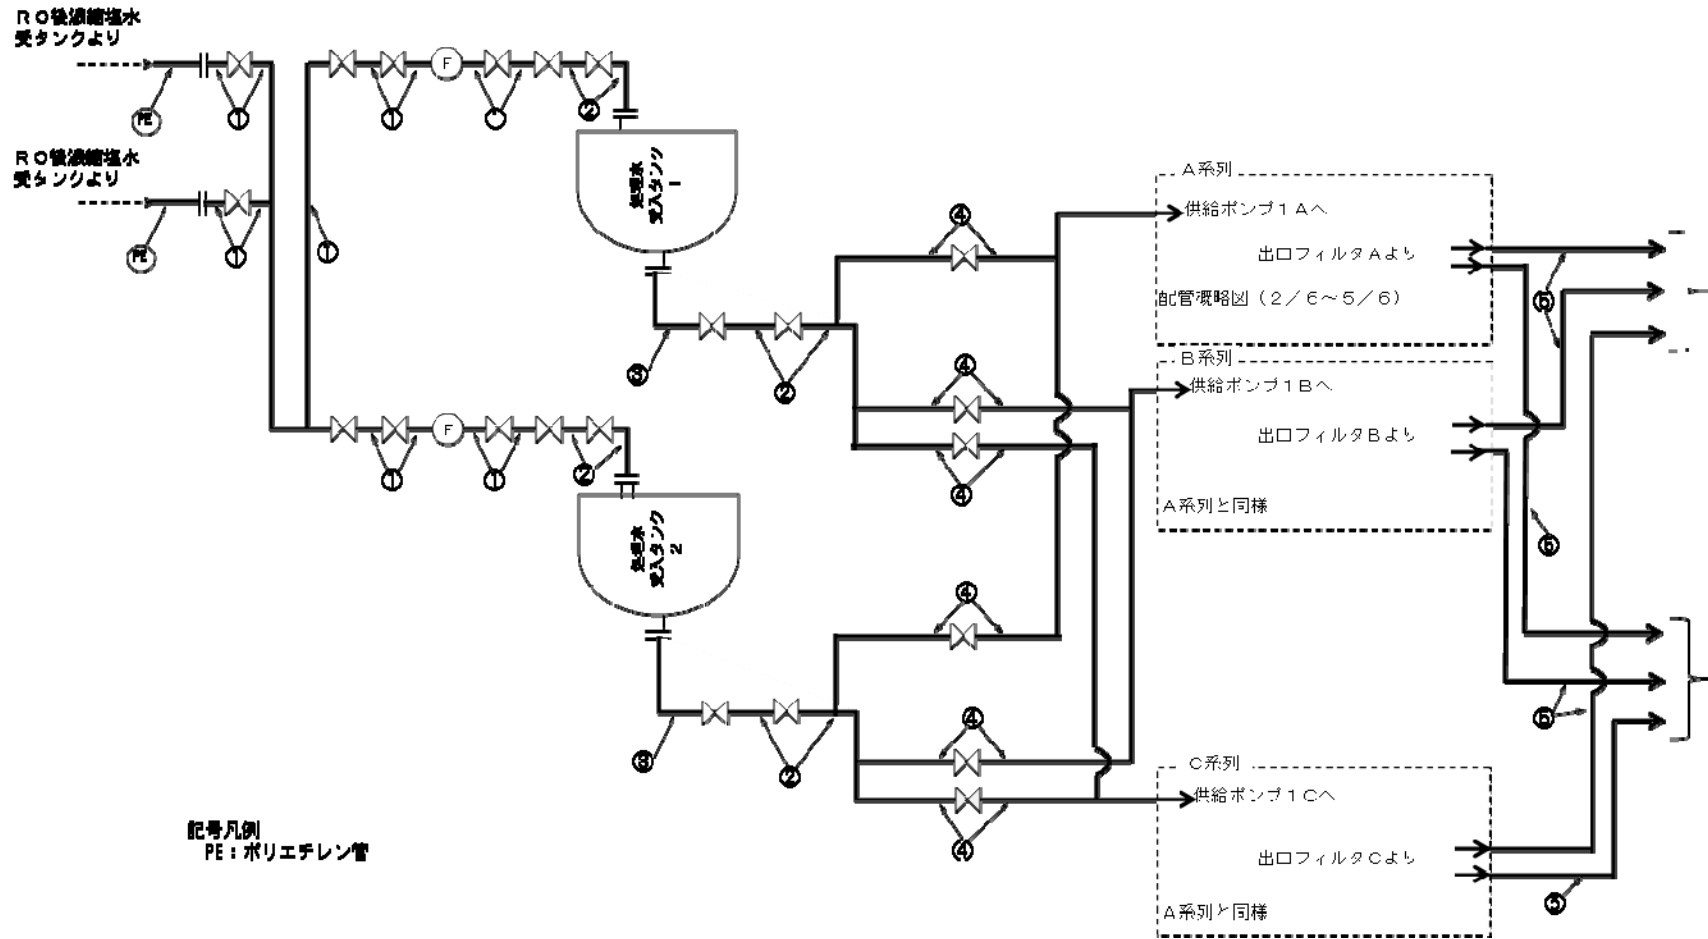 ＲＯ後濃縮塩水
受タンクより
F
①
①
②
PE
ＲＯ後濃縮塩水
受タンクより
処理水
受入タンク
1
A系列
供給ポンプ１Ａへ
④
①
①
PE
出口フィルタAより
配管概略図（２／６～５／６）
⑤
B系列
③
②
④
供給ポンプ１Ｂへ
F
出口フィルタBより
①
①
②
④
A系列と同様
処理水
受入タンク
2
⑥
④
④
⑥
③
②
C系列
供給ポンプ１Ｃへ
記号凡例
PE：ポリエチレン管
④
出口フィルタCより
⑤
A系列と同様